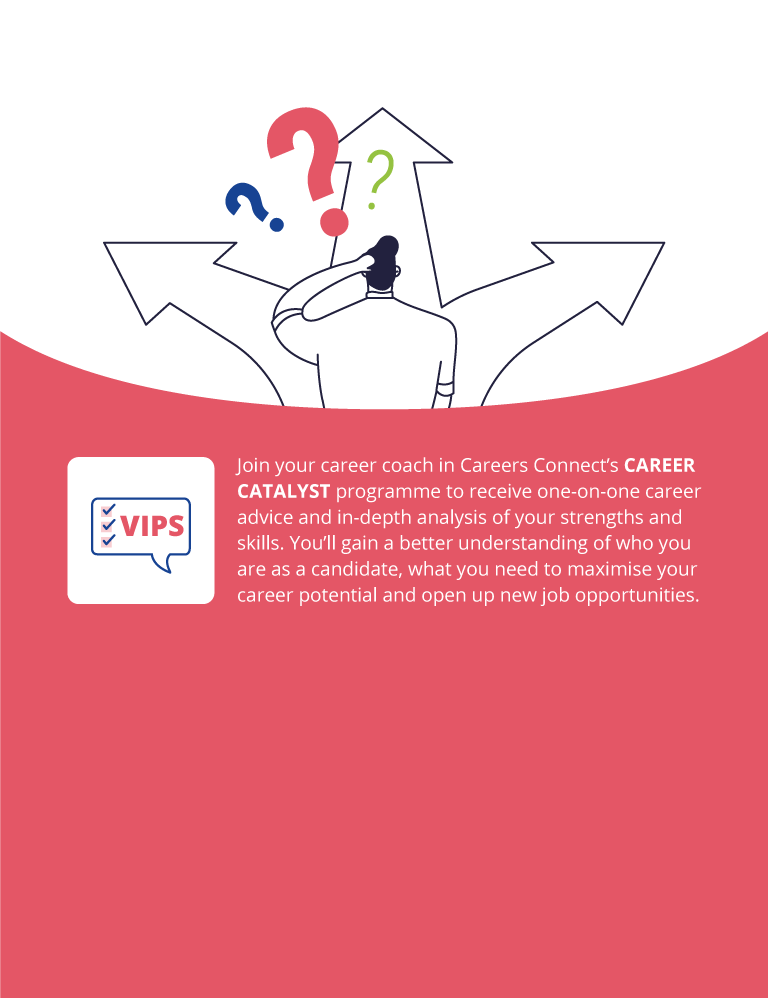 ? ? ?
VIPS
Join your career coach in Careers Connect’s CAREER
CATALYST programme to receive one-on-one career
advice and in-depth analysis of your strengths and
skills. You’ll gain a better understanding of who you
are as a candidate, what you need to maximise your
career potential and open up new job opportunities.